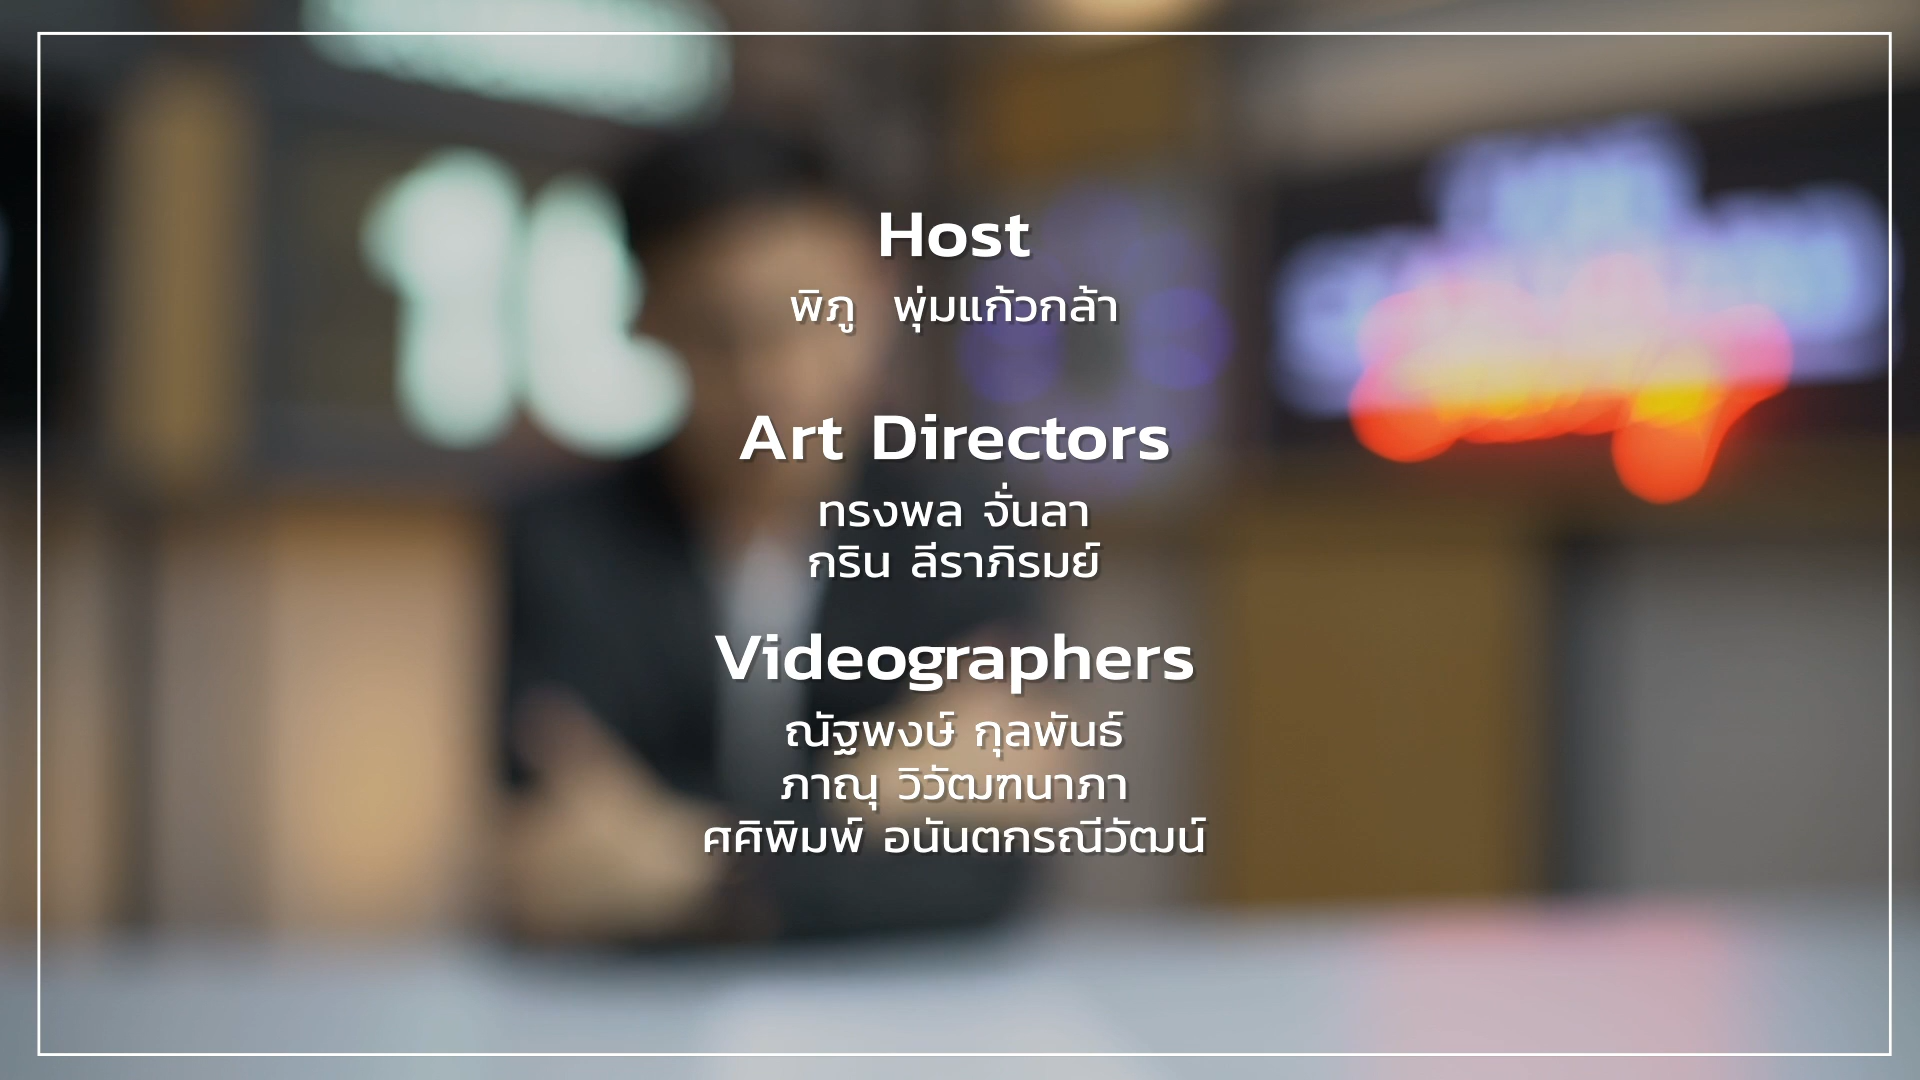 Host
พิภู พุ่มแก้วกล้า
Art Directors
ทรงพล จั่นลา
กริน ลีราภิรมย์
Videographers
ณัฐพงษ์ กุลพันธ์
ภาณุ วิวัฒฑนาภา
ศศิพิมพ์ อนันตกรณีวัฒน์